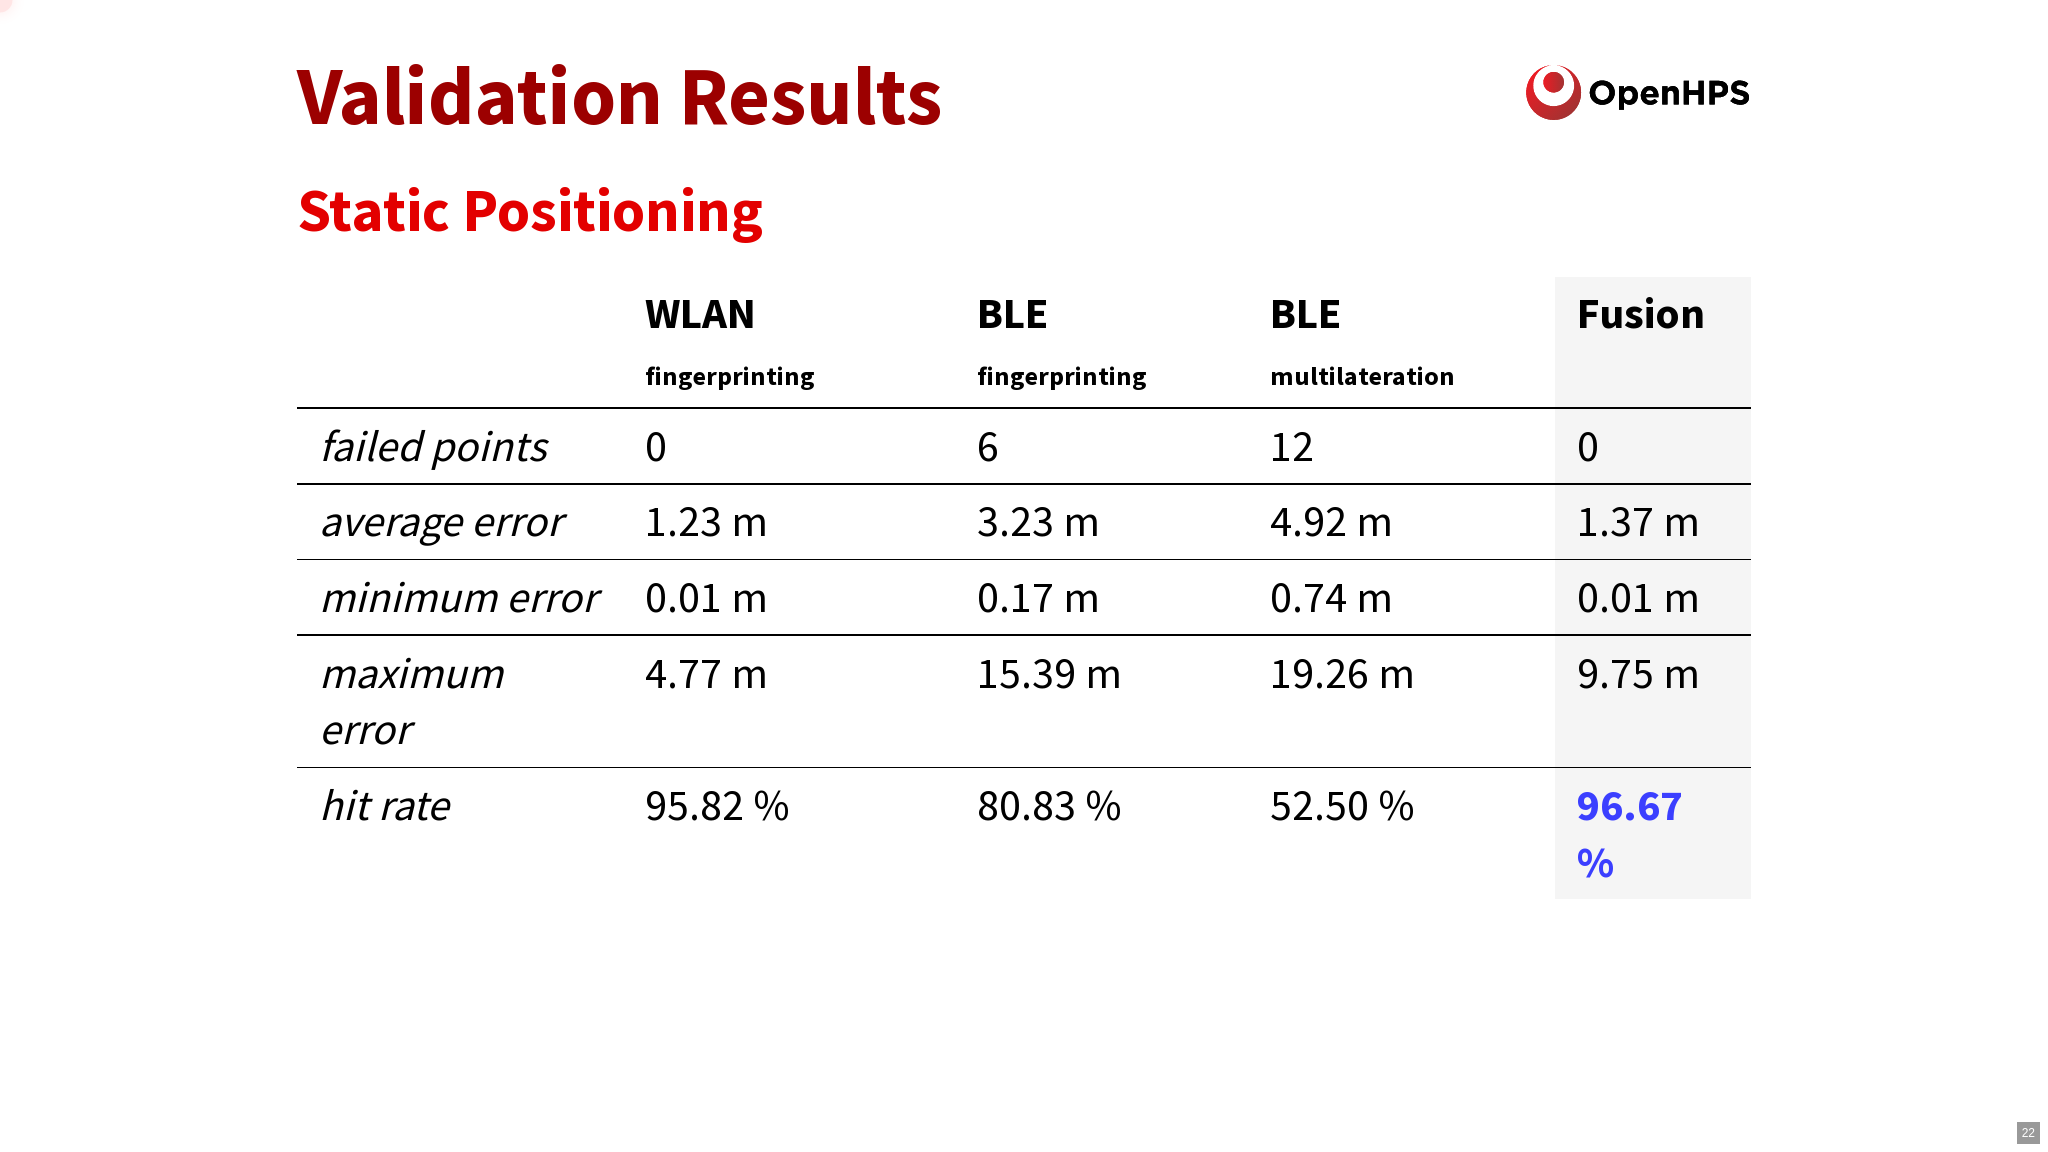 Validation Results
OpenHPS
Static Positioning
WLAN BLE BLE Fusion
fingerprinting fingerprinting multilateration
failed points 0 6 12 0
average error 1.23 m 3.23 m 4.92 m 1.37 m
minimum error 0.01 m 0.17 m 0.74 m 0.01 m
maximum 4.77 m 15.39 m 19.26 m 9.75 m
error
hit rate 95.82 % 80.83 % 52.50 % 96.67
%
22